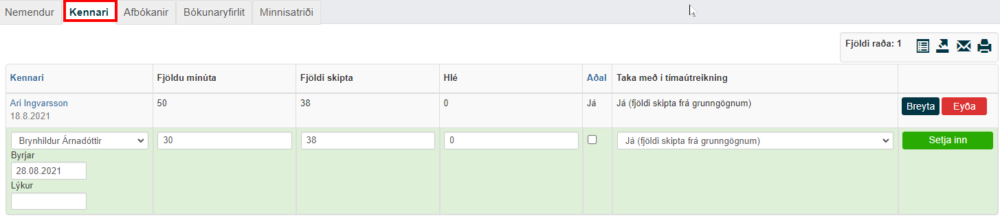 Nemendur Kennari Afbókanir Bókunaryfirlit Minnisatriði
Fjöldi raða: 1
Kennari Fjöldu mínúta Fjöldi skipta Hlé Aðal Taka með í tímaútreikning
Ari Ingvarsson 50 38 0 Já Já (fjöldi skipta frá grunngögnum) Breyta Eyða
18.8.2021
Brynhildur Árnadóttir 30 38 0 Já (fjöldi skipta frá grunngögnum) Setja inn
Byrjar
28.08.2021
Lýkur